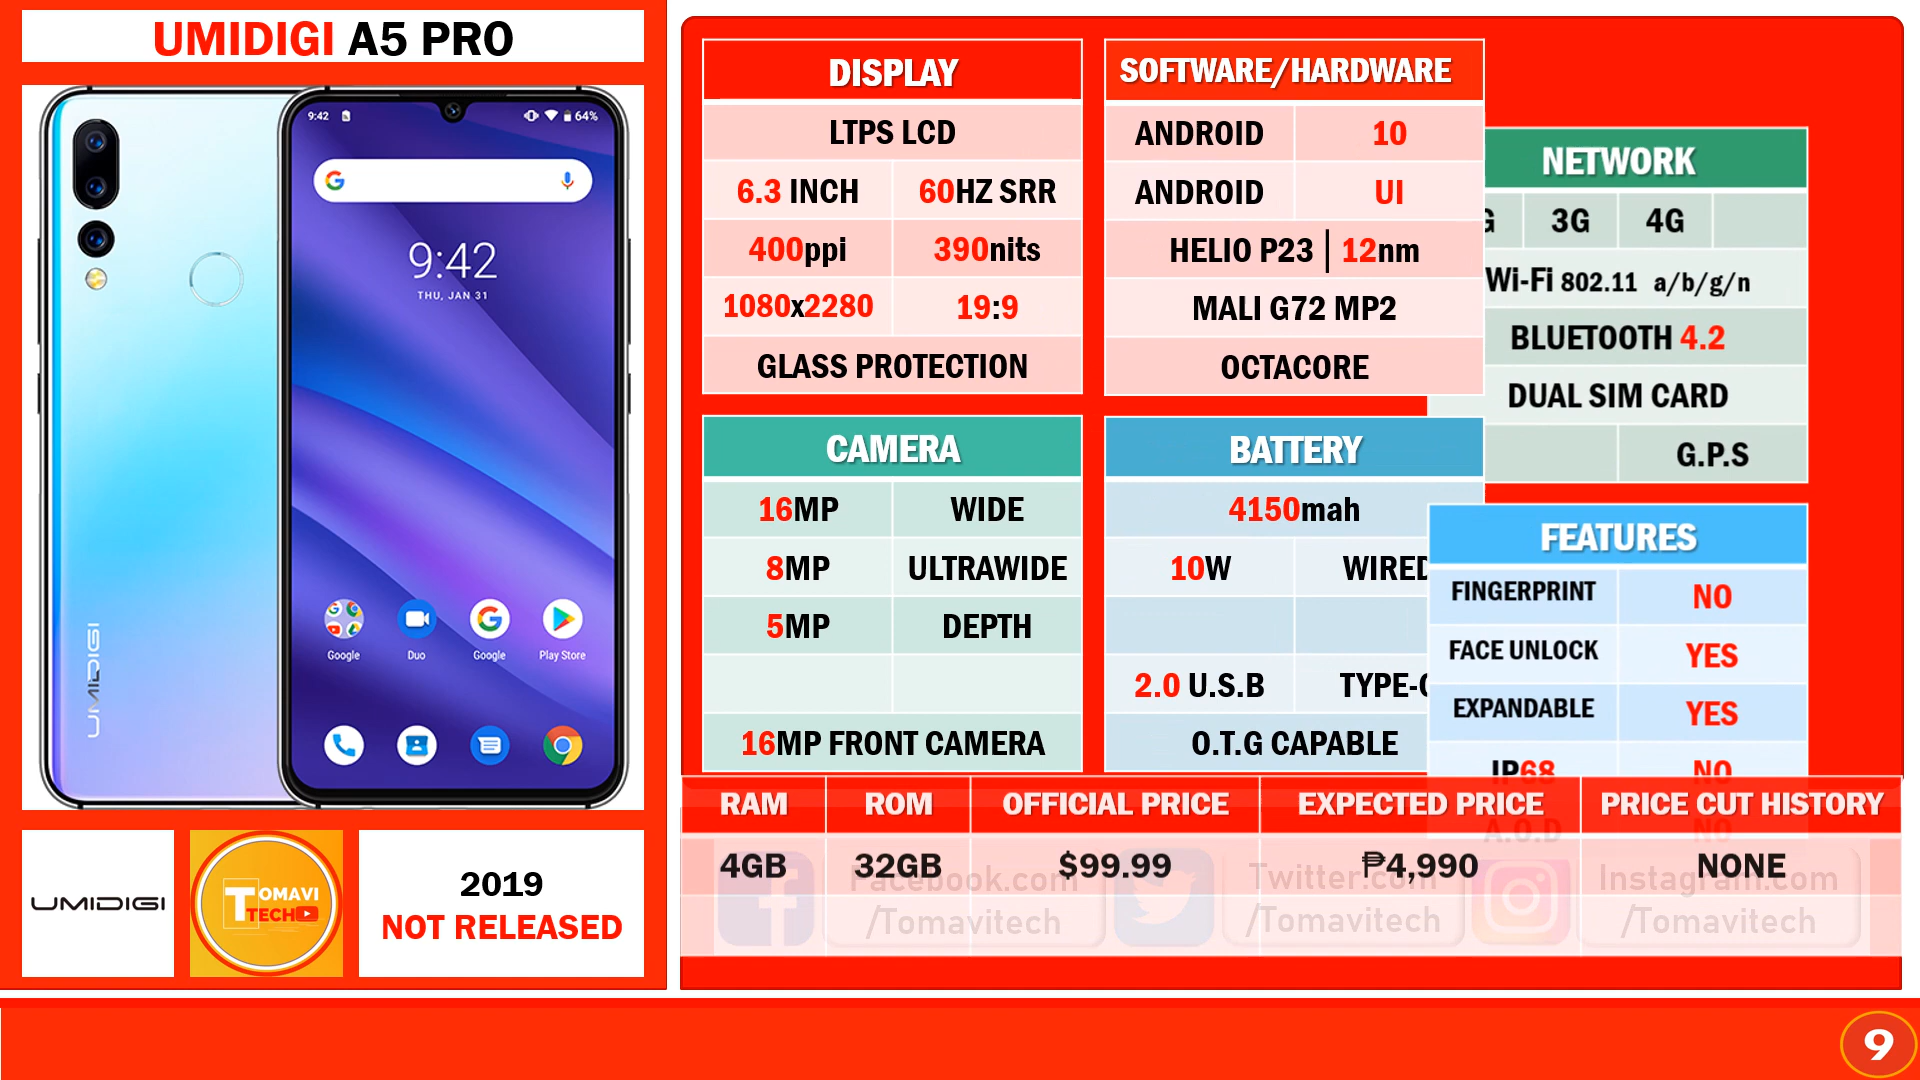 UMIDIGI A5 PRO
9:42
64%
9:42
THU, JAN 31
Google
Duo
Google
Play Store
UMIDIGI
UMIDIGI
TOMAVI
TECH
2019
NOT RELEASED
DISPLAY
LTPS LCD
6.3 INCH
60HZ SRR
400ppi
390nits
1080x2280
19:9
GLASS PROTECTION
SOFTWARE/HARDWARE
ANDROID
10
ANDROID
UI
HELIO P23 | 12nm
MALI G72 MP2
OCTACORE
NETWORK
G
3G
4G
Wi-Fi 802.11 a/b/g/n
BLUETOOTH 4.2
DUAL SIM CARD
G.P.S
CAMERA
16MP
WIDE
8MP
ULTRAWIDE
5MP
DEPTH
16MP FRONT CAMERA
BATTERY
4150mah
10W
WIRED
2.0 U.S.B
TYPE-C
O.T.G CAPABLE
FEATURES
FINGERPRINT
NO
FACE UNLOCK
YES
EXPANDABLE
YES
IP68
NO
A.O.D
NO
RAM
ROM
OFFICIAL PRICE
EXPECTED PRICE
PRICE CUT HISTORY
4GB
32GB
$99.99
₱4,990
NONE
Facebook.com
/Tomavitech
Twitter.com
/Tomavitech
Instagram.com
/Tomavitech
9